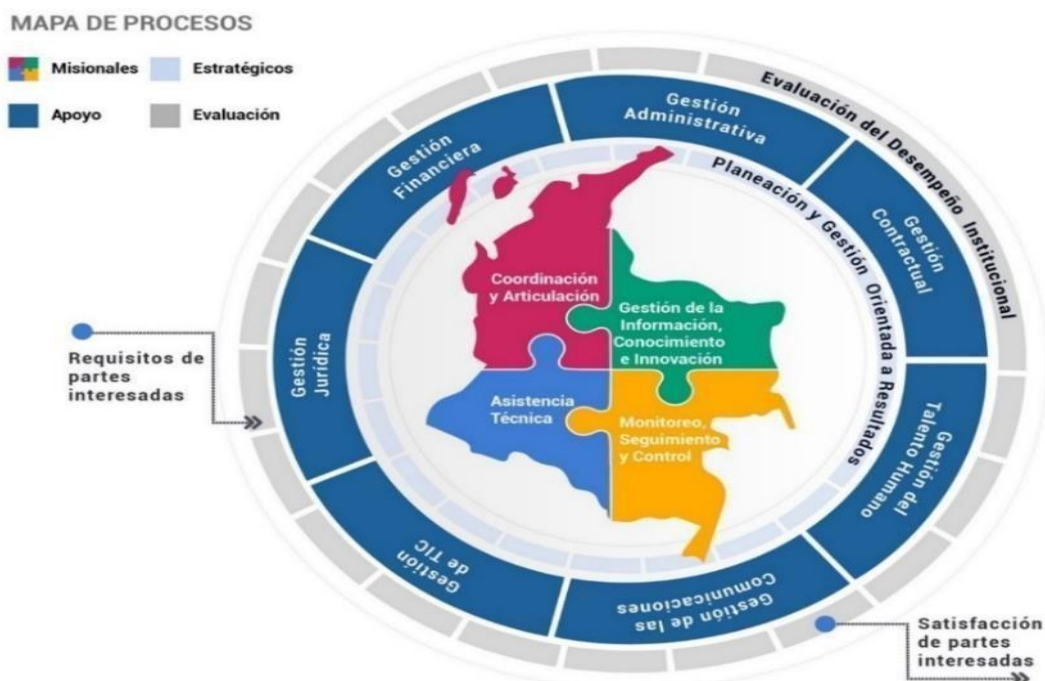 MAPA DE PROCESOS
Misionales
Estratégicos
Apoyo
Evaluación
Evaluación del Desempeño Institucional
Gestión
Administrativa
Gestión
Financiera
Planeación y Gestión Orientada a Resultados
Gestión
Contractual
Coordinación
y Articulación
Gestión de la
Información,
Conocimiento
e Innovación
Requisitos de
partes
interesadas
Gestión
Jurídica
Asistencia
Técnica
Monitoreo,
Seguimiento
y Control
Gestión del
Talento Humano
Gestión
de TIC
Gestión de las
Comunicaciones
Satisfacción
de partes
interesadas